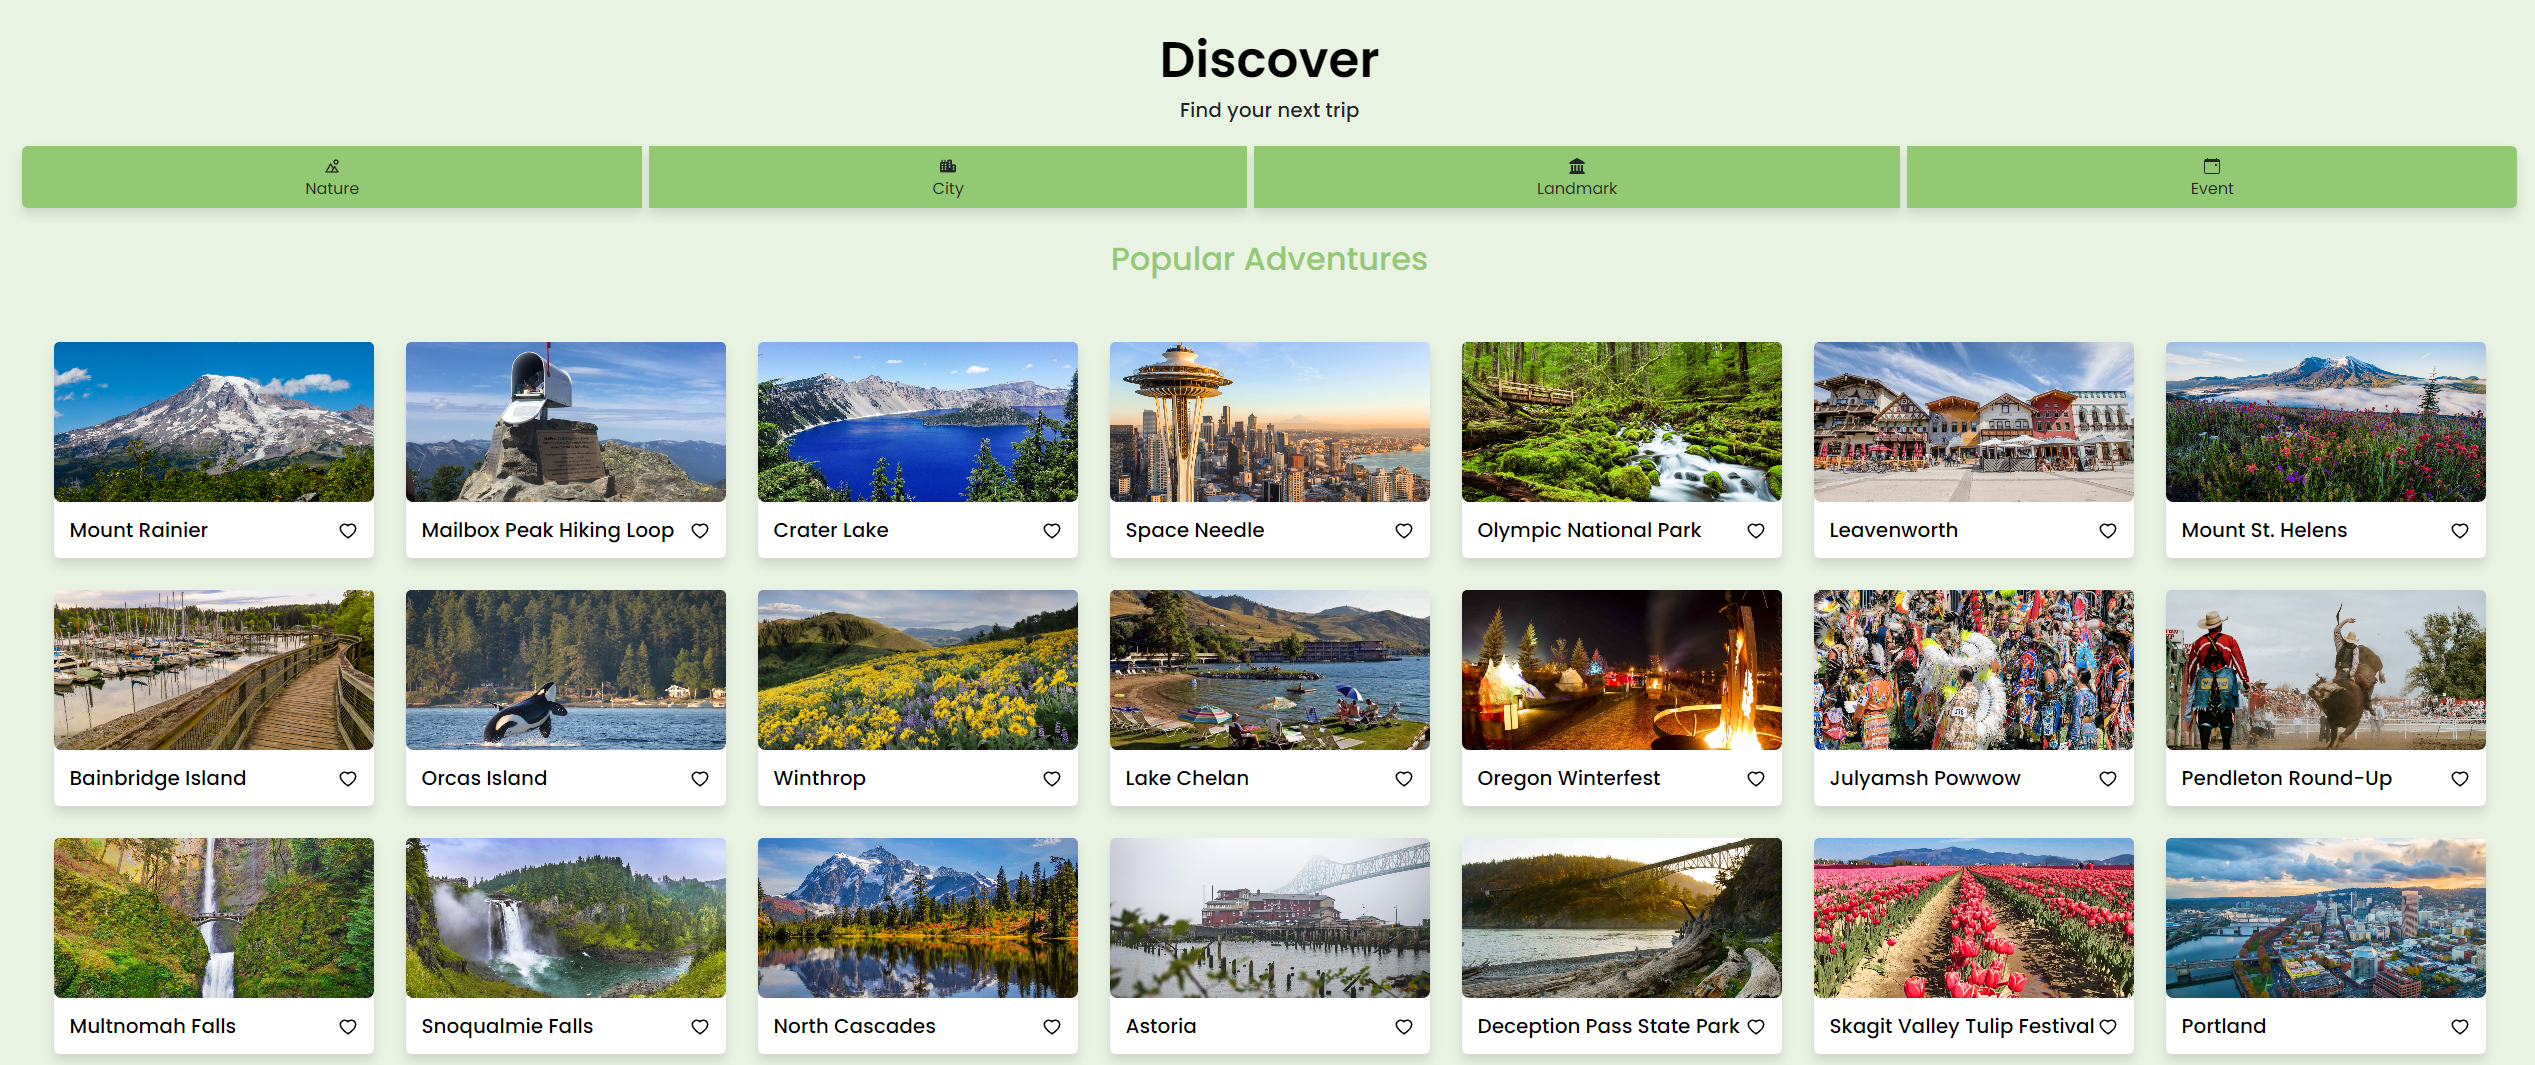 Discover
Find your next trip
Nature
City
Landmark
Event
Popular Adventures
Mount Rainier
Mailbox Peak Hiking Loop
Crater Lake
Space Needle
Olympic National Park
Leavenworth
Mount St. Helens
Bainbridge Island
Orcas Island
Winthrop
Lake Chelan
Oregon Winterfest
Julyamsh Powwow
Pendleton Round-Up
Multnomah Falls
Snoqualmie Falls
North Cascades
Astoria
Deception Pass State Park
Skagit Valley Tulip Festival
Portland